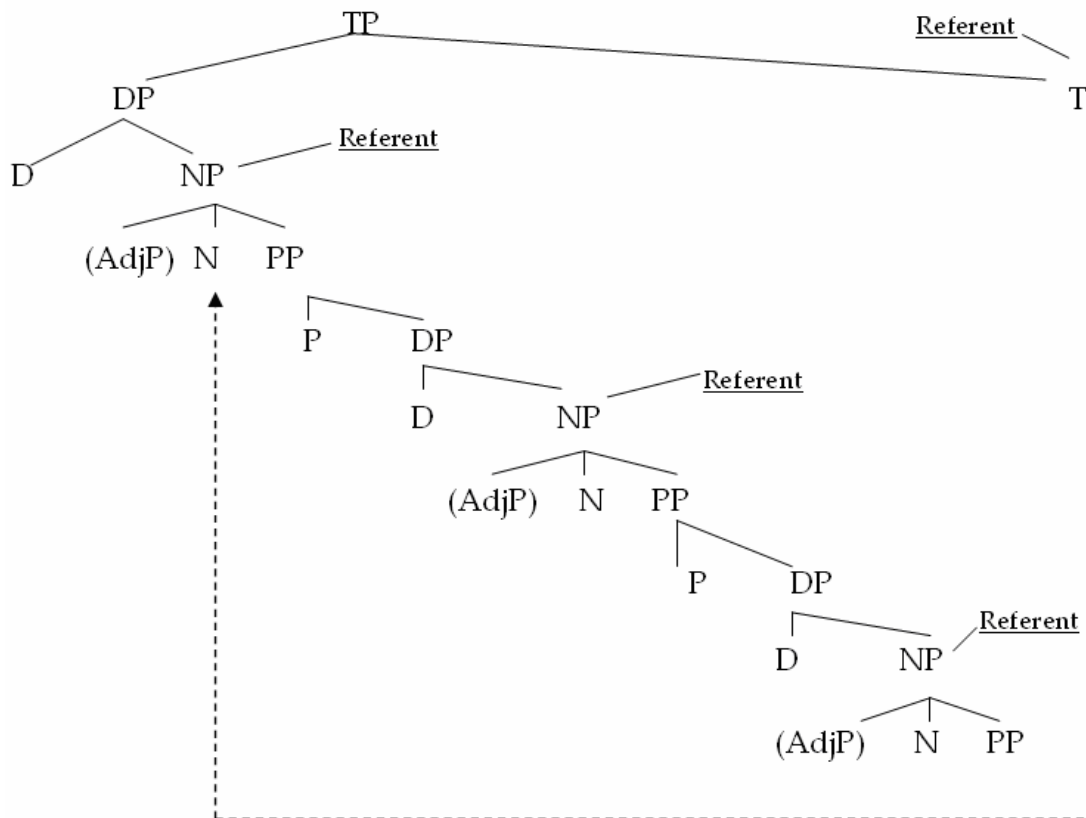 TP Referent
DP T
D NP Referent
(AdjP) N PP
P DP
D NP Referent
(AdjP) N PP
P DP
D NP Referent
(AdjP) N PP